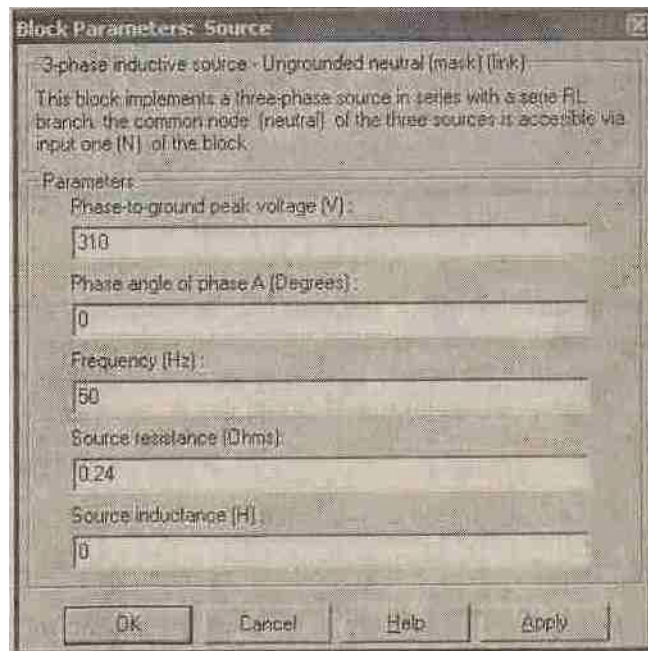 Block Parameters: Source
3-phase inductive source - Ungrounded neutral (mask) (link)
This block implements a three-phase source in series with a serie RL
branch. the common node (neutral) of the three sources is accesible via
input one (N) of the block
Parameters
Phase-to-ground peak voltage (V) :
310
Phase angle of phase A (Degrees) :
0
Frequency (Hz) :
50
Source resistance (Ohms):
0.24
Source inductance (H)
0
OK
Cancel
Help
Apply